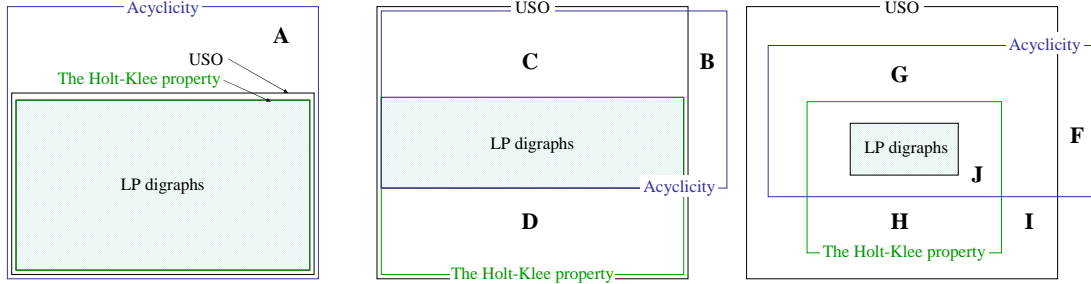 Acyclicity
A
USO
The Holt-Klee property
LP digraphs
USO
C
B
LP digraphs
Acyclicity
D
The Holt-Klee property
USO
Acyclicity
G
F
LP digraphs
J
H
I
The Holt-Klee property